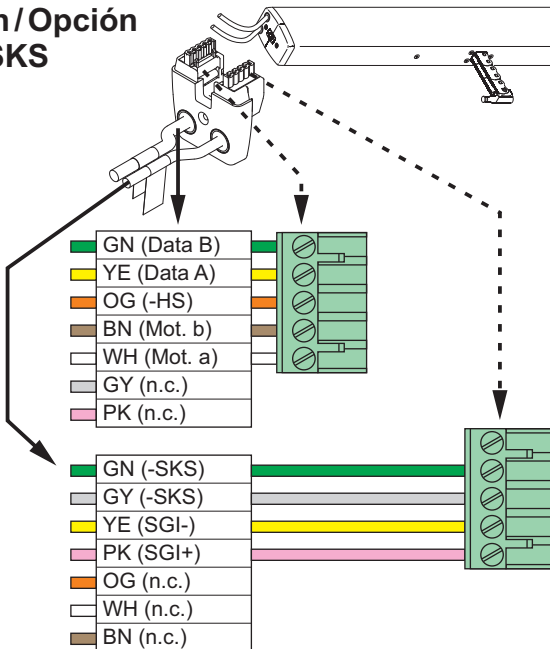 / Opción
SKS
GN (Data B)
YE (Data A)
OG (-HS)
BN (Mot. b)
WH (Mot. a)
GY (n.c.)
PK (n.c.)
GN (-SKS)
GY (-SKS)
YE (SGI-)
PK (SGI+)
OG (n.c.)
WH (n.c.)
BN (n.c.)